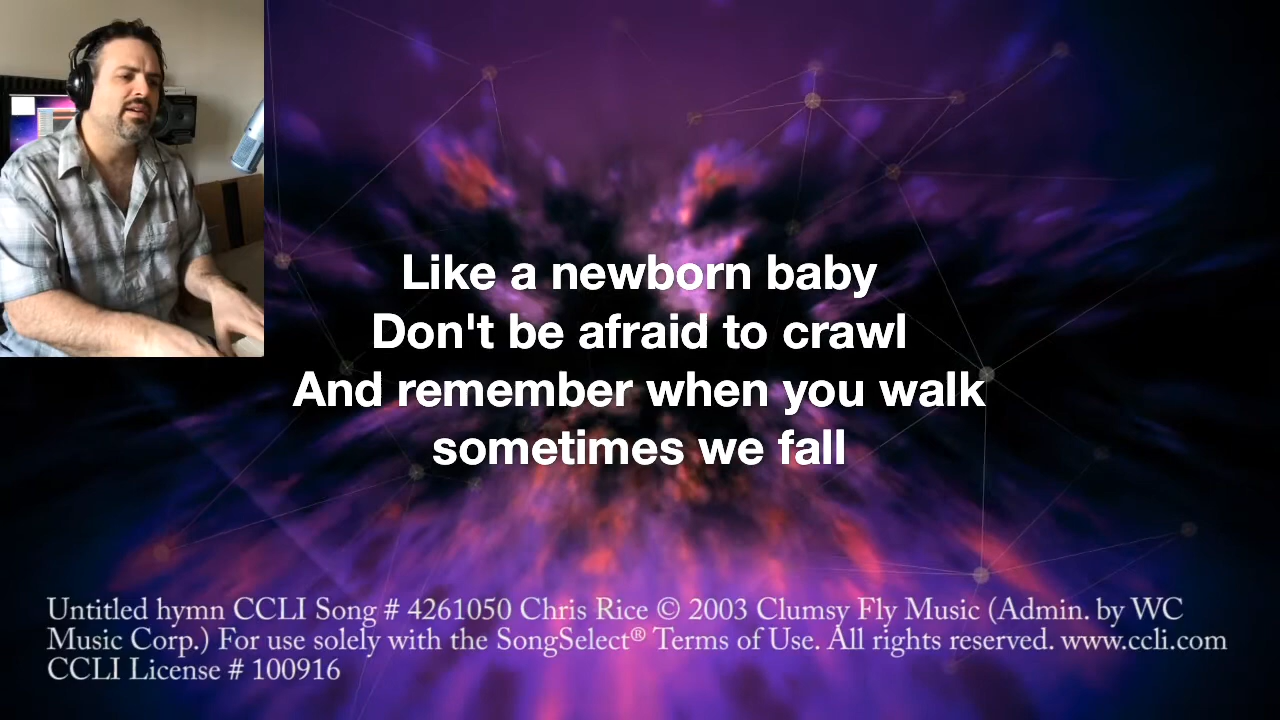 Like a newborn baby
Don't be afraid to crawl
And remember when you walk
sometimes we fall
Untitled hymn CCLI Song # 4261050 Chris Rice © 2003 Clumsy Fly Music (Admin. by WC
Music Corp.) For use solely with the SongSelect® Terms of Use. All rights reserved. www.ccli.com
CCLI License # 100916